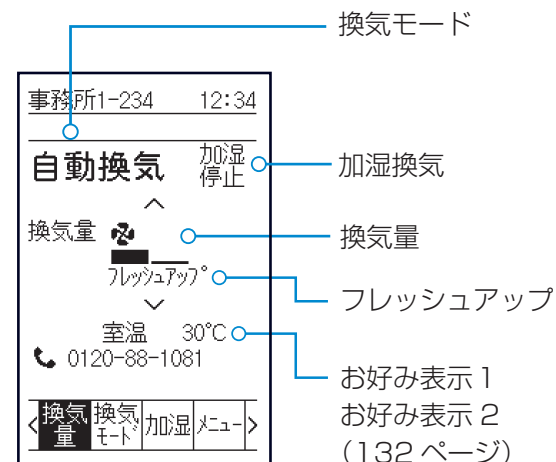 換気モード
事務所1-234 12:34
自動換気 加湿停止
加湿換気
換気量
換気量
フレッシュアップ
フレッシュアップ
室温 30℃
0120-88-1081
お好み表示1
お好み表示2
(132ページ)
換気量 換気モード 加湿 メニュー